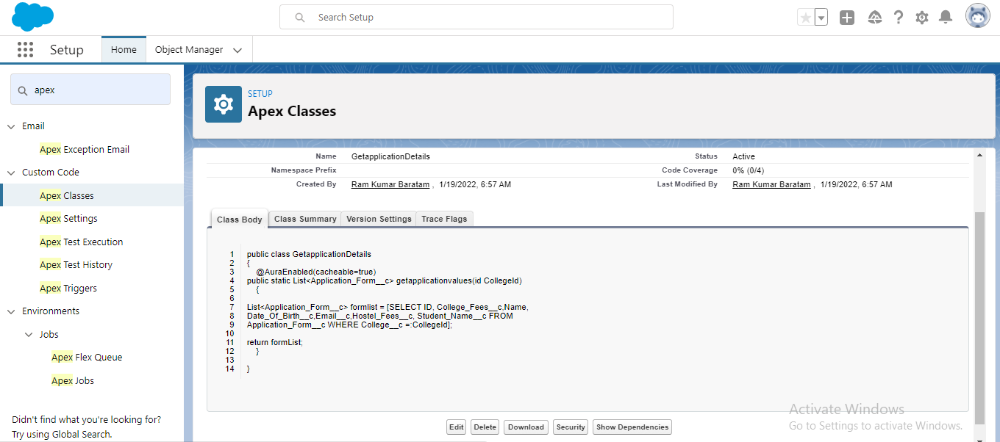 Search Setup
Setup
Home
Object Manager
apex
Email
Apex Exception Email
Custom Code
Apex Classes
Apex Settings
Apex Test Execution
Apex Test History
Apex Triggers
Environments
Jobs
Apex Flex Queue
Apex Jobs
Didn't find what you're looking for?
Try using Global Search.
SETUP
Apex Classes
Name GetapplicationDetails Status Active
Namespace Prefix Code Coverage 0% (0/4)
Created By Ram Kumar Baratam , 1/19/2022, 6:57 AM Last Modified By Ram Kumar Baratam , 1/19/2022, 6:57 AM
Class Body Class Summary Version Settings Trace Flags
1 public class GetapplicationDetails
2 {
3 @AuraEnabled(cacheable=true)
4 public static List<Application_Form__c> getapplicationvalues(id CollegeId)
5 {
6
7 List<Application_Form__c> formlist = [SELECT ID, College_Fees__c,Name,
8 Date_Of_Birth__c,Email__c,Hostel_Fees__c, Student_Name__c FROM
9 Application_Form__c WHERE College__c =:CollegeId];
10
11 return formList;
12 }
13
14 }
Edit Delete Download Security Show Dependencies
Activate Windows
Go to Settings to activate Windows.